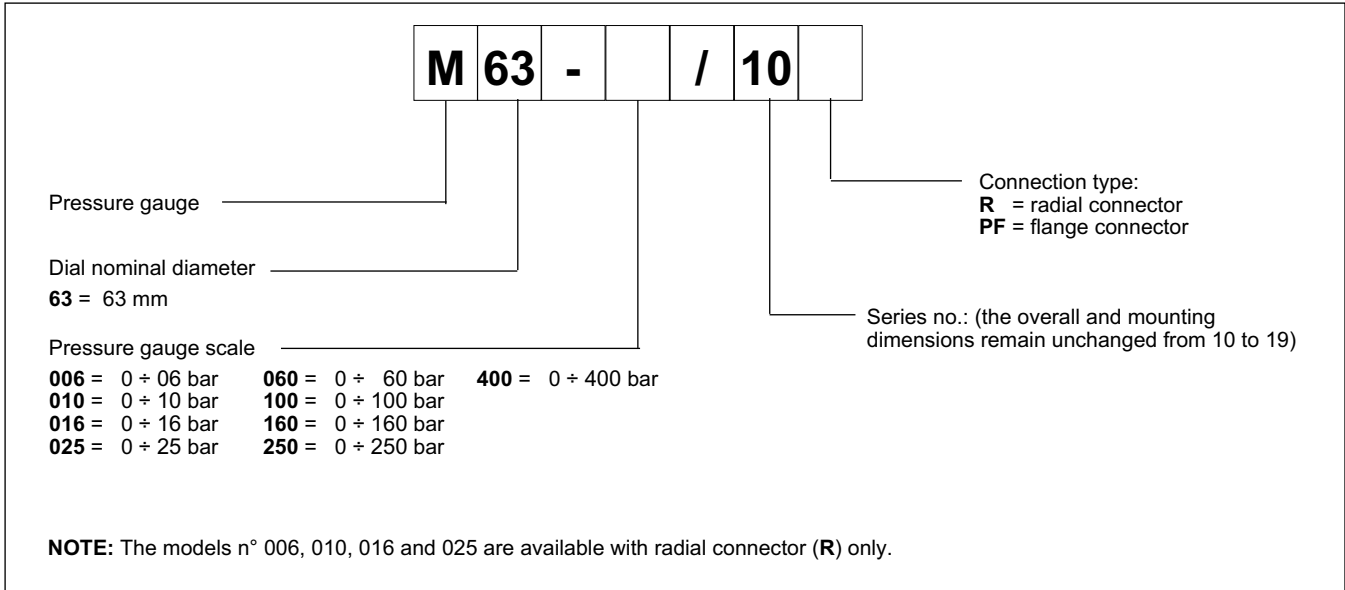 M 63 - / 10
Connection type:
R = radial connector
PF = flange connector
Pressure gauge
Dial nominal diameter
63 = 63 mm
Series no.: (the overall and mounting
dimensions remain unchanged from 10 to 19)
Pressure gauge scale
006 = 0 ÷ 06 bar 060 = 0 ÷ 60 bar 400 = 0 ÷ 400 bar
010 = 0 ÷ 10 bar 100 = 0 ÷ 100 bar
016 = 0 ÷ 16 bar 160 = 0 ÷ 160 bar
025 = 0 ÷ 25 bar 250 = 0 ÷ 250 bar
NOTE: The models n° 006, 010, 016 and 025 are available with radial connector (R) only.